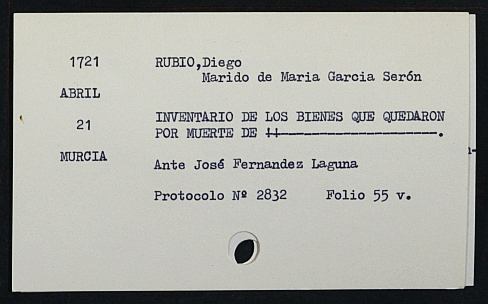 1721
RUBIO,Diego
Marido de Maria Garcia Serón
ABRIL
21
INVENTARIO DE LOS BIENES QUE QUEDARON
POR MUERTE DE ----------------------.
MURCIA
Ante José Fernandez Laguna
Protocolo Nº 2832 Folio 55 v.